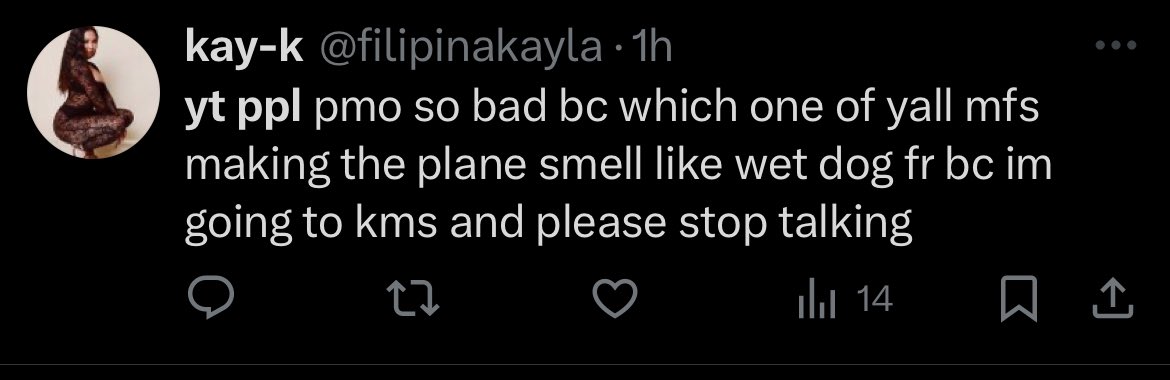 kay-k @filipinakayla · 1h
yt ppl pmo so bad bc which one of yall mfs
making the plane smell like wet dog fr bc im
going to kms and please stop talking
14